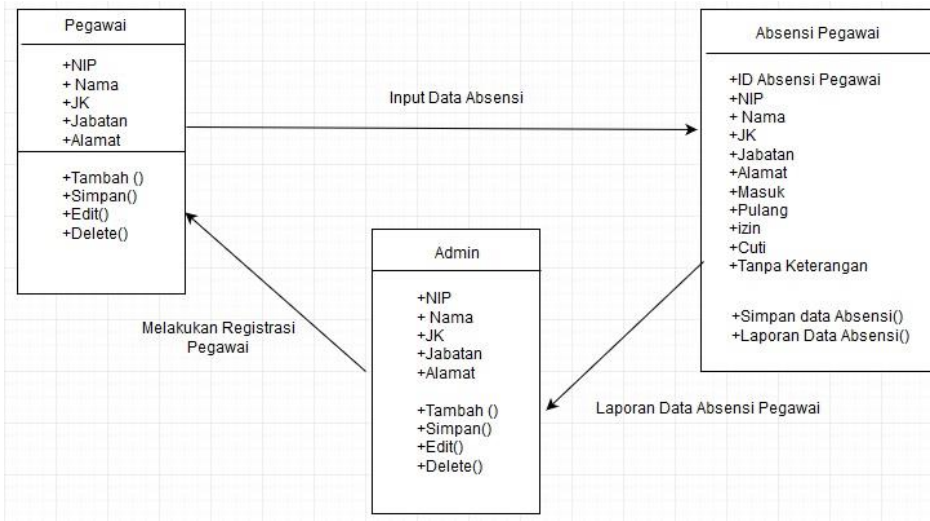 Pegawai
+NIP
+ Nama
+JK
+Jabatan
+Alamat
+Tambah ()
+Simpan()
+Edit()
+Delete()
Input Data Absensi
Absensi Pegawai
+ID Absensi Pegawai
+NIP
+ Nama
+JK
+Jabatan
+Alamat
+Masuk
+Pulang
+izin
+Cuti
+Tanpa Keterangan
+Simpan data Absensi()
+Laporan Data Absensi()
Melakukan Registrasi
Pegawai
Admin
+NIP
+ Nama
+JK
+Jabatan
+Alamat
+Tambah ()
+Simpan()
+Edit()
+Delete()
Laporan Data Absensi Pegawai